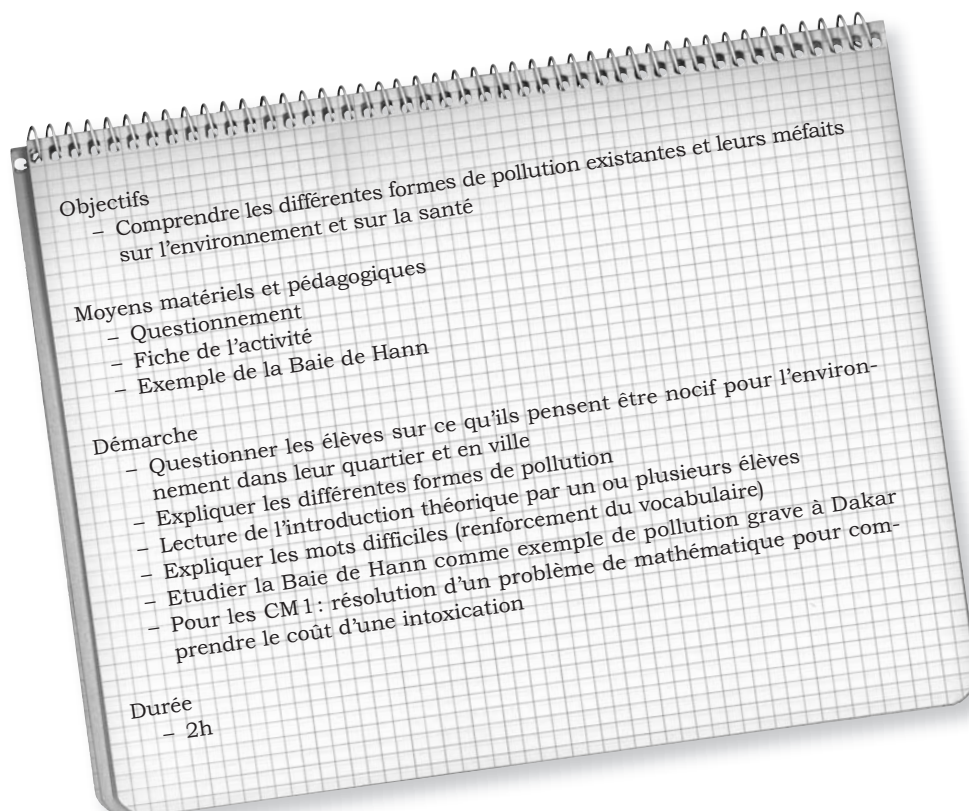 Objectifs
– Comprendre les différentes formes de pollution existantes et leurs méfaits
sur l'environnement et sur la santé
Moyens matériels et pédagogiques
– Questionnement
– Fiche de l'activité
– Exemple de la Baie de Hann
Démarche
– Questionner les élèves sur ce qu'ils pensent être nocif pour l'environ-
nement dans leur quartier et en ville
– Expliquer les différentes formes de pollution
– Lecture de l'introduction théorique par un ou plusieurs élèves
– Expliquer les mots difficiles (renforcement du vocabulaire)
– Etudier la Baie de Hann comme exemple de pollution grave à Dakar
– Pour les CM1 : résolution d'un problème de mathématique pour com-
prendre le coût d'une intoxication
Durée
– 2h